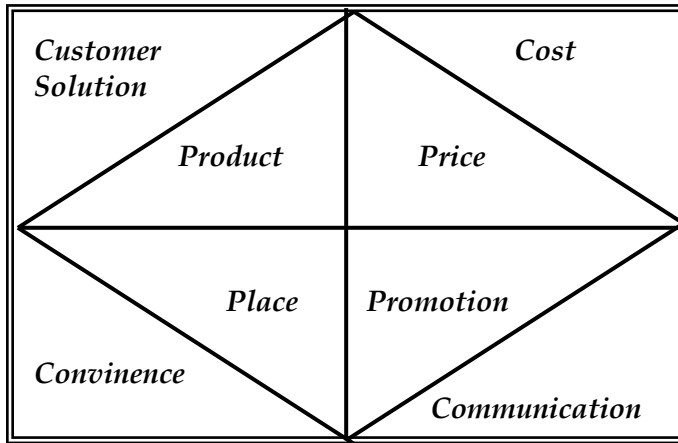 Customer
Solution
Cost
Product
Price
Place
Promotion
Convinence
Communication